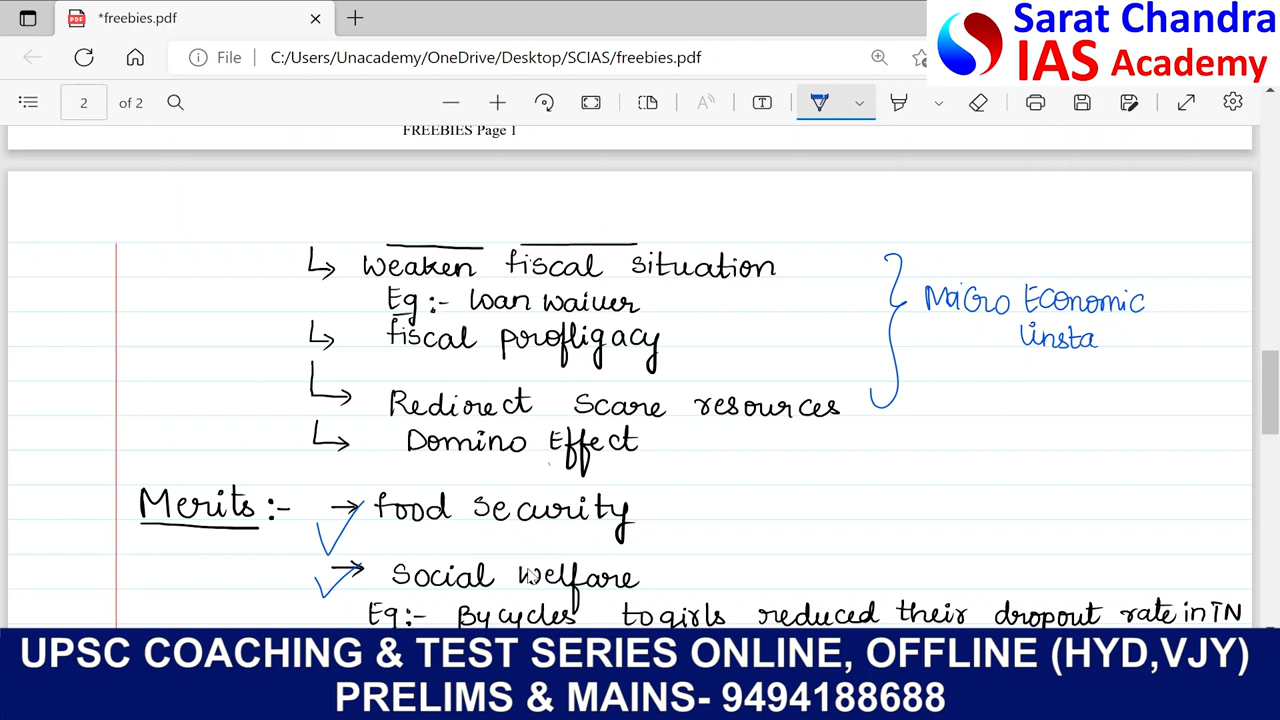 *freebies.pdf
Sarat Chandra
IAS Academy
File C:/Users/Unacademy/OneDrive/Desktop/SCIAS/freebies.pdf
2 of 2
FREEBIES Page 1
↳ Weaken fiscal situation
Eg :- loan waiver
↳ fiscal profligacy
↳ Redirect Scare resources
↳ Domino Effect
Macro Economic
Uinsta
Merits :- → food security
→ Social welfare
Eg:- Bycycles to girls reduced their dropout rate in TN
UPSC COACHING & TEST SERIES ONLINE, OFFLINE (HYD,VJY)
PRELIMS & MAINS- 9494188688